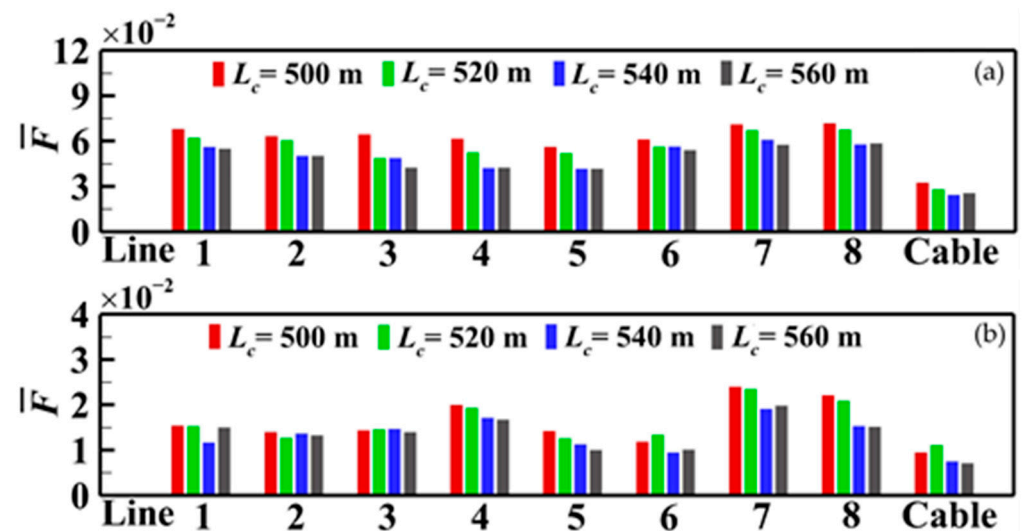 ×10⁻²
12
9
6
3
0
F̅
L_c = 500 m L_c = 520 m L_c = 540 m L_c = 560 m (a)
Line 1 2 3 4 5 6 7 8 Cable
×10⁻²
4
3
2
1
0
F̅
L_c = 500 m L_c = 520 m L_c = 540 m L_c = 560 m (b)
Line 1 2 3 4 5 6 7 8 Cable